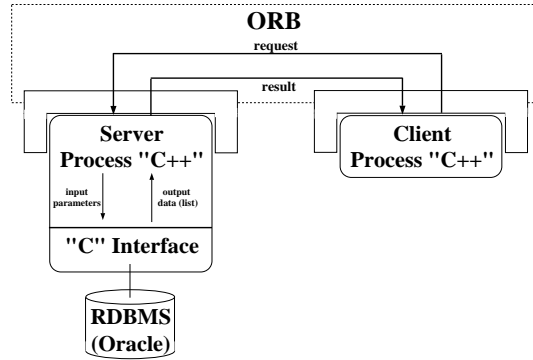 ORB
request
result
Server
Process "C++"
Client
Process "C++"
input
parameters
output
data (list)
"C" Interface
RDBMS
(Oracle)